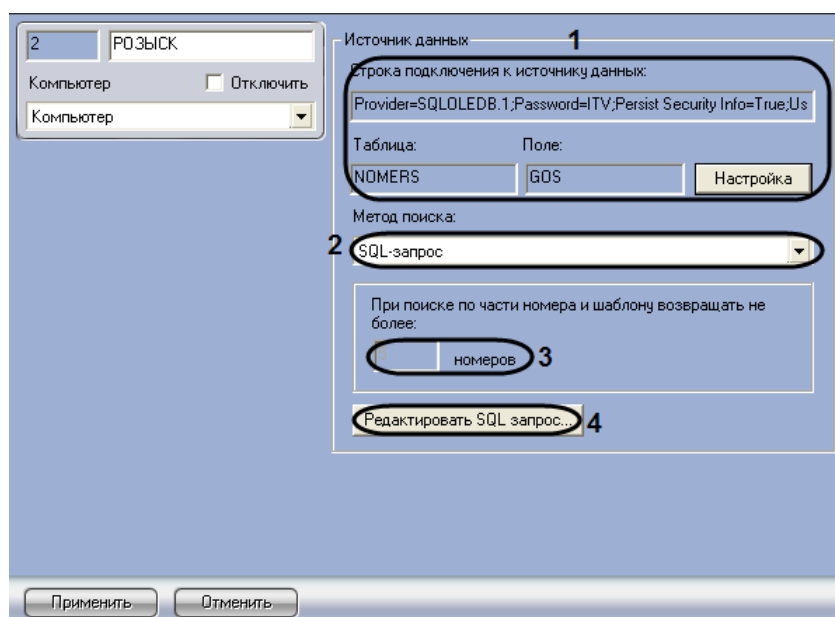 2 РОЗЫСК
Компьютер Отключить
Компьютер
Источник данных 1
Строка подключения к источнику данных:
Provider=SQLOLEDB.1;Password=ITV;Persist Security Info=True;Us
Таблица: Поле:
NOMERS GOS Настройка
Метод поиска:
2 SQL-запрос
При поиске по части номера и шаблону возвращать не
более:
номеров 3
Редактировать SQL запрос... 4
Применить Отменить